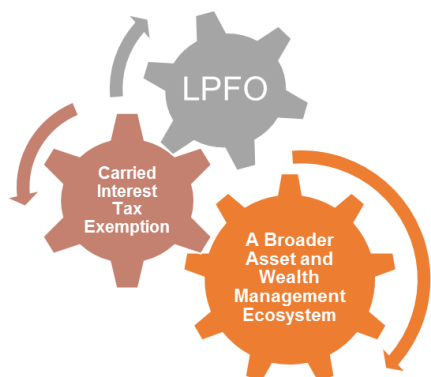 LPFO
Carried
Interest
Tax
Exemption
A Broader
Asset and
Wealth
Management
Ecosystem